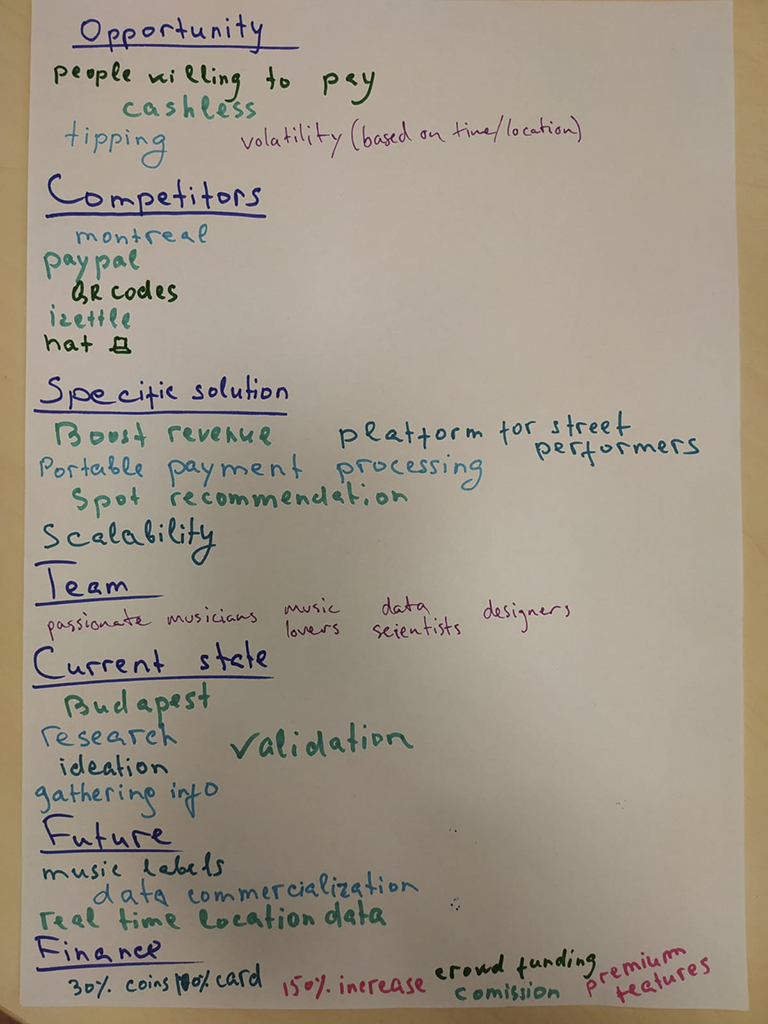 Opportunity
people willing to pay
cashless
tipping volatility (based on time/location)
Competitors
montreal
paypal
QR codes
izettle
hat
Specific solution
Boost revenue platform for street performers
Portable payment processing
Spot recommendation
Scalability
Team
passionate musicians music lovers data scientists designers
Current state
Budapest
research validation
ideation
gathering info
Future
music labels
data commercialization
real time location data
Finance
30% coins 100% card 150% increase crowd funding comission premium features